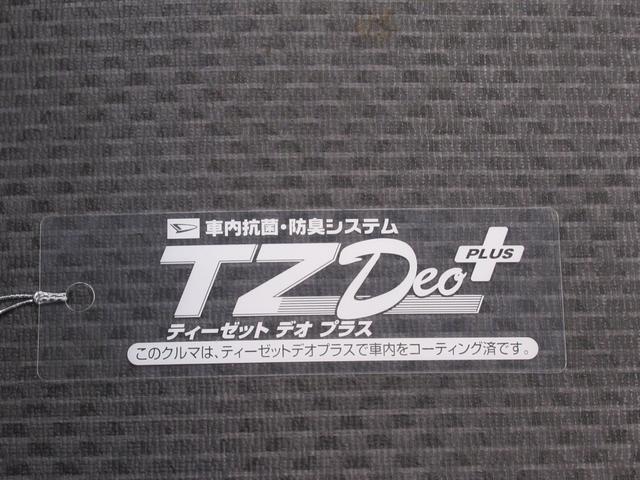 車内抗菌・防臭システム
TZ Deo PLUS
ティーゼット デオ プラス
このクルマは、ティーゼットデオプラスで車内をコーティング済です。